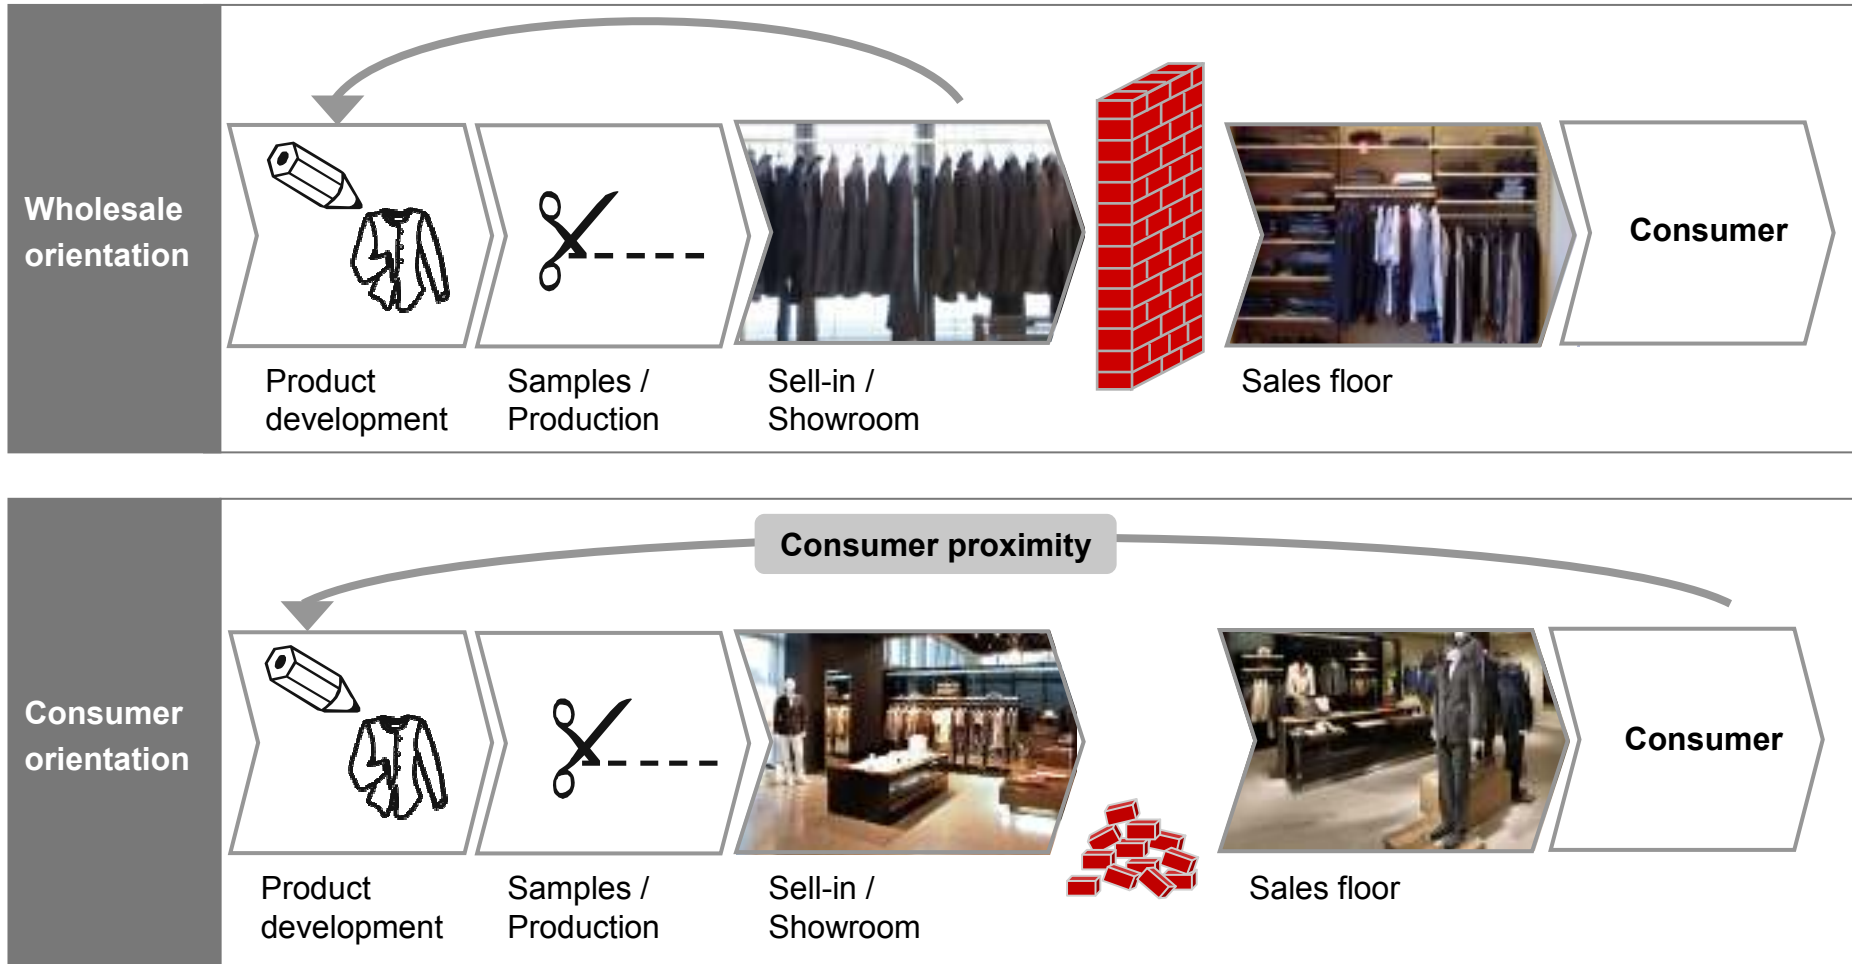 Wholesale
orientation
Consumer
Product
development
Samples /
Production
Sell-in /
Showroom
Sales floor
Consumer proximity
Consumer
orientation
Consumer
Product
development
Samples /
Production
Sell-in /
Showroom
Sales floor